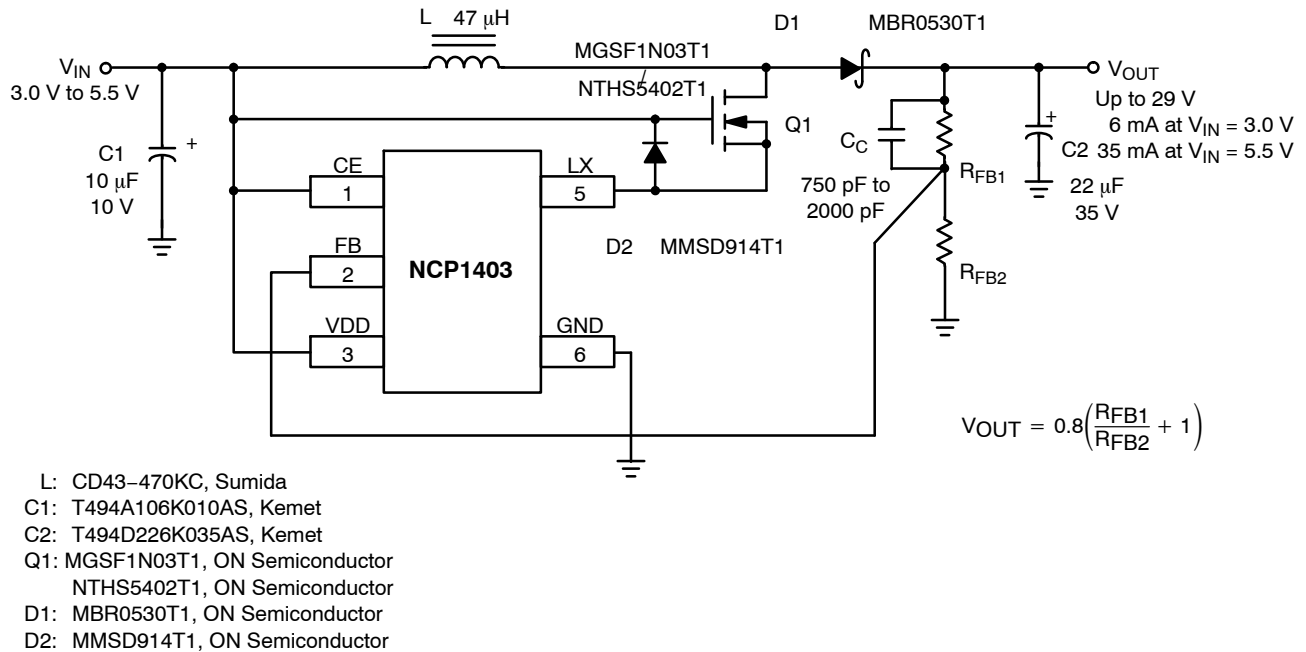 L 47 µH
D1 MBR0530T1
MGSF1N03T1
/
NTHS5402T1
VIN
3.0 V to 5.5 V
VOUT
Up to 29 V
6 mA at VIN = 3.0 V
35 mA at VIN = 5.5 V
Q1
CC
750 pF to
2000 pF
RFB1
+
C2
22 µF
35 V
+
C1
10 µF
10 V
CE
1
LX
5
D2 MMSD914T1
FB
2
NCP1403
RFB2
VDD
3
GND
6
VOUT = 0.8(RFB1/RFB2 + 1)
L: CD43−470KC, Sumida
C1: T494A106K010AS, Kemet
C2: T494D226K035AS, Kemet
Q1: MGSF1N03T1, ON Semiconductor
NTHS5402T1, ON Semiconductor
D1: MBR0530T1, ON Semiconductor
D2: MMSD914T1, ON Semiconductor